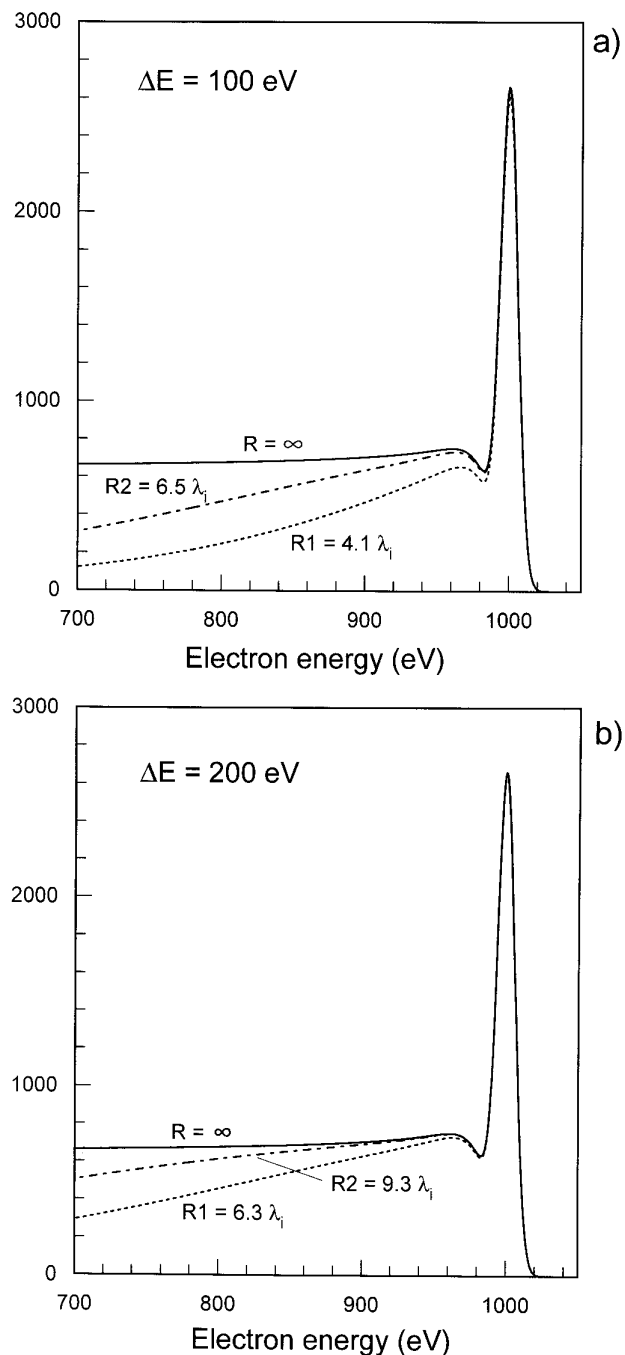 a)
3000
ΔE = 100 eV
2000
1000
R = ∞
R2 = 6.5 λi
R1 = 4.1 λi
0
700 800 900 1000
Electron energy (eV)
b)
3000
ΔE = 200 eV
2000
1000
R = ∞
R2 = 9.3 λi
R1 = 6.3 λi
0
700 800 900 1000
Electron energy (eV)